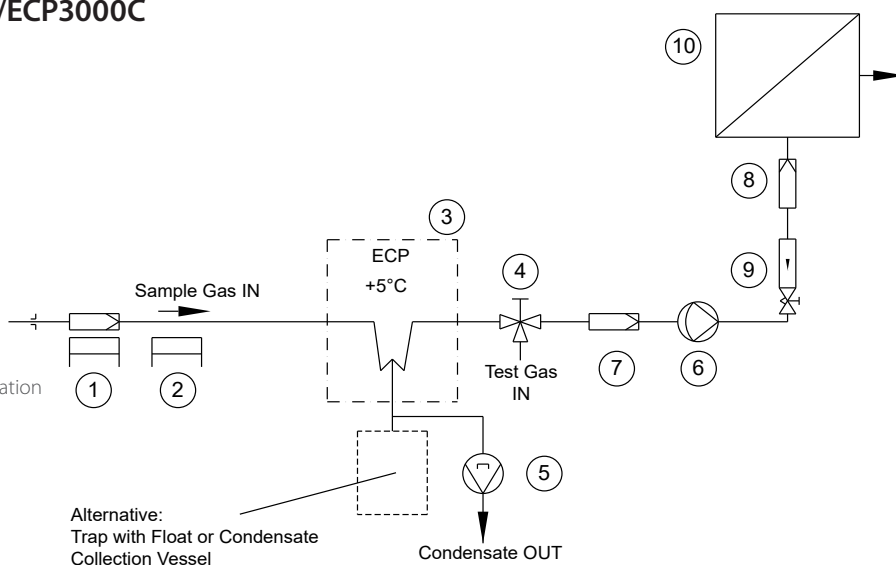 /ECP3000C
10
8
3
ECP
+5°C
4
9
Sample Gas IN
Test Gas
IN
7
6
ation
1
2
5
Alternative:
Trap with Float or Condensate
Collection Vessel
Condensate OUT